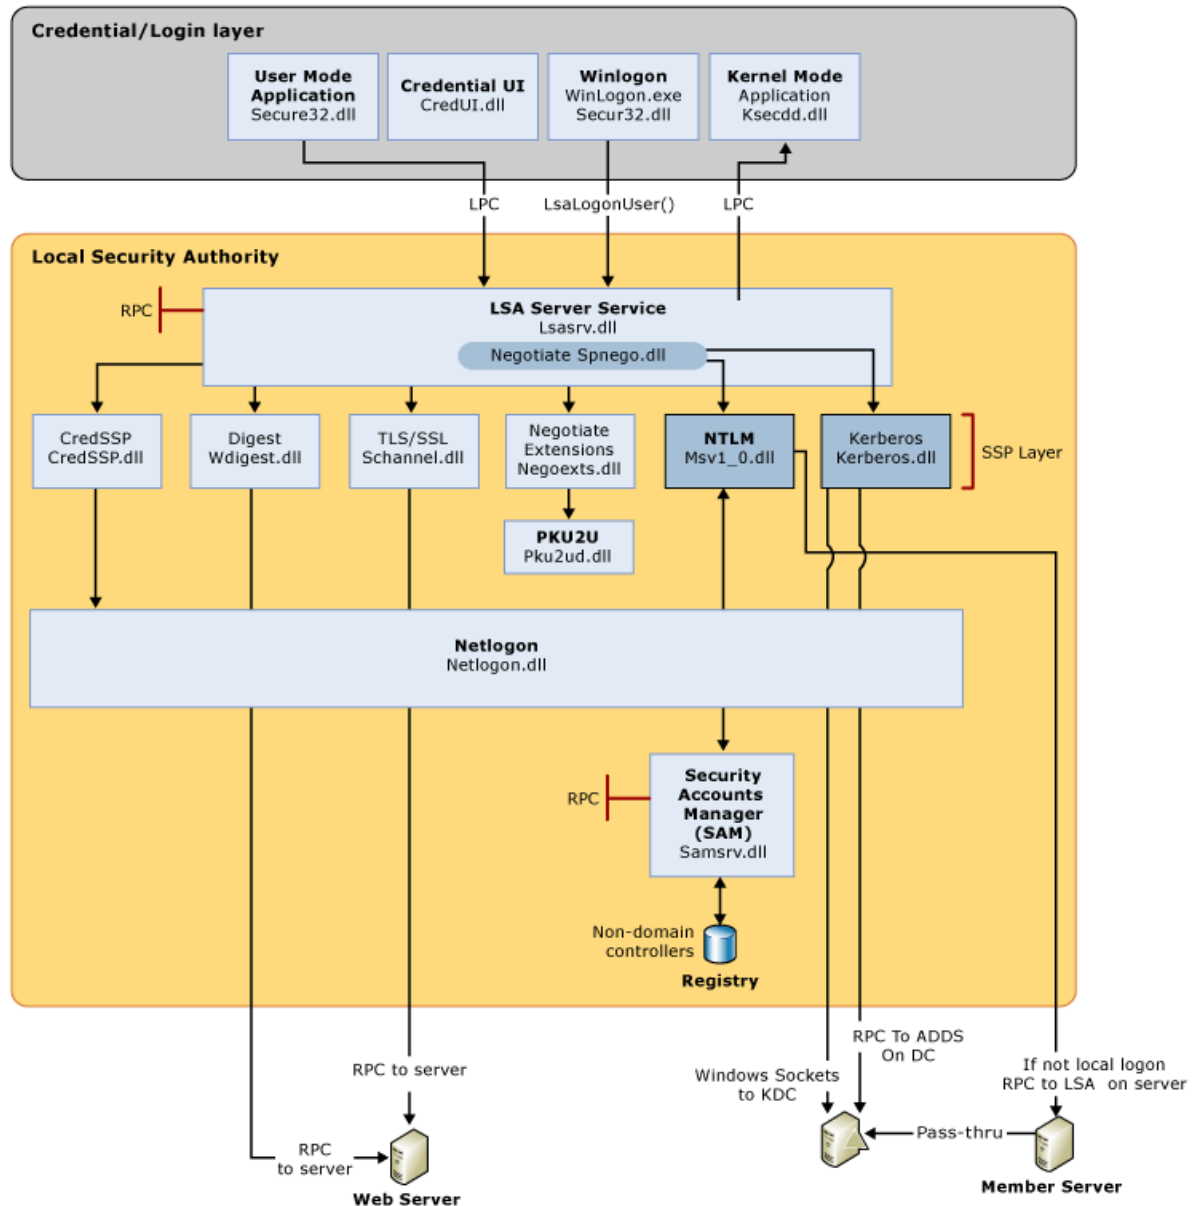 Credential/Login layer
User Mode
Application
Secure32.dll
Credential UI
CredUI.dll
Winlogon
WinLogon.exe
Secur32.dll
Kernel Mode
Application
Ksecdd.dll
LPC
LsaLogonUser()
LPC
Local Security Authority
RPC
LSA Server Service
Lsasrv.dll
Negotiate Spnego.dll
CredSSP
CredSSP.dll
Digest
Wdigest.dll
TLS/SSL
Schannel.dll
Negotiate
Extensions
Negoexts.dll
NTLM
Msv1_0.dll
Kerberos
Kerberos.dll
SSP Layer
PKU2U
Pku2ud.dll
Netlogon
Netlogon.dll
RPC
Security
Accounts
Manager
(SAM)
Samsrv.dll
Non-domain
controllers
Registry
RPC to server
RPC
to server
Web Server
Windows Sockets
to KDC
RPC To ADDS
On DC
If not local logon
RPC to LSA  on server
Pass-thru
Member Server